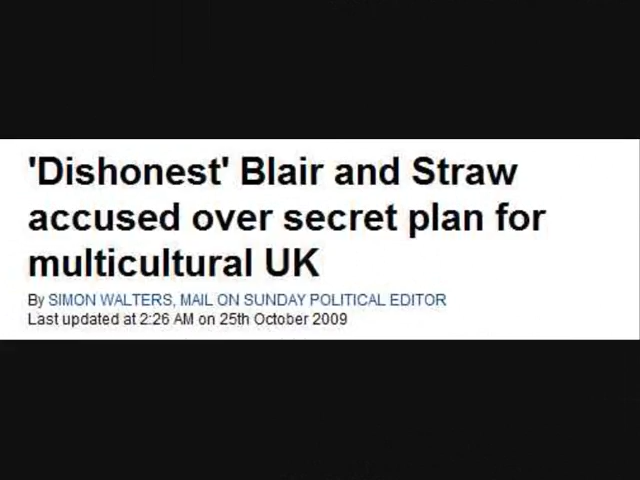 'Dishonest' Blair and Straw
accused over secret plan for
multicultural UK
By SIMON WALTERS, MAIL ON SUNDAY POLITICAL EDITOR
Last updated at 2:26 AM on 25th October 2009